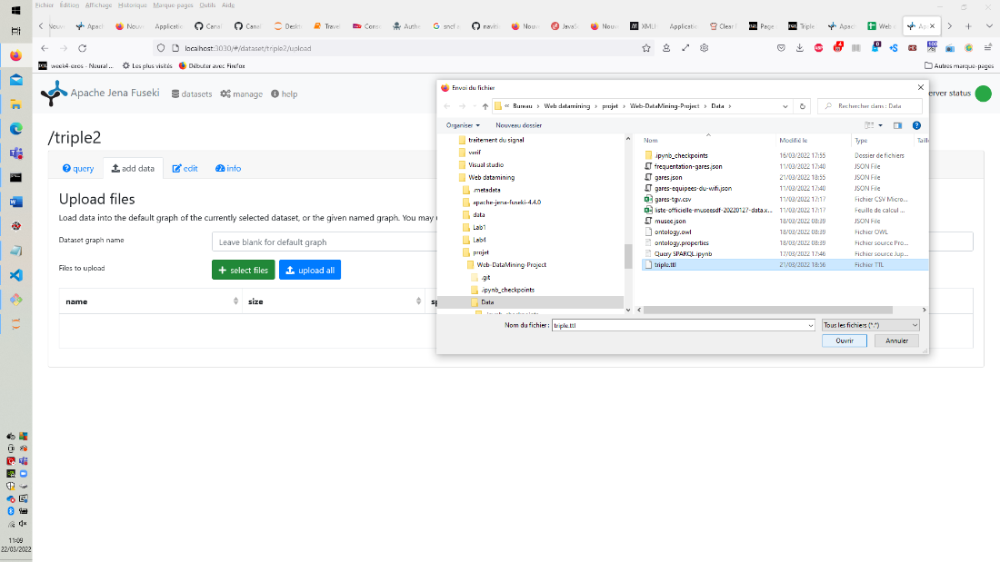 Fichier Édition Affichage Historique Marque-pages Outils Aide
Nouv Apacl Nouve Applicatio Canal Canal Deskt Travel Cons Authe sncf a naviti Nouve JavaS Nouve XMLH Applicatio Clear l Page Triple Apach Web d Ap
localhost:3030/#/dataset/triple2/upload
week4-exos - Neural ... Les plus visités Débuter avec Firefox Autres marque-pages
Apache Jena Fuseki datasets manage help erver status
/triple2
query add data edit info
Upload files
Load data into the default graph of the currently selected dataset, or the given named graph. You may u
Dataset graph name Leave blank for default graph
Files to upload select files upload all
name size sp
Envoi du fichier
« Bureau > Web datamining > projet > Web-DataMining-Project > Data >
Rechercher dans : Data
Organiser Nouveau dossier
traitement du signal
verif
Visual studio
Web datamining
.metadata
apache-jena-fuseki-4.4.0
data
Lab1
Lab4
projet
Web-DataMining-Project
.git
.ipynb_checkpoints
Data
.ipynb_checkpoints
Nom Modifié le Type Taille
.ipynb_checkpoints 16/03/2022 17:55 Dossier de fichiers
frequentation-gares.json 11/03/2022 17:40 JSON File
gares.json 21/03/2022 18:55 JSON File
gares-equipees-du-wifi.json 11/03/2022 17:40 JSON File
gares-tgv.csv 11/03/2022 17:17 Fichier CSV Micro...
liste-officielle-museesdf-20220127-data.x... 11/03/2022 17:17 Feuille de calcul ...
musee.json 18/03/2022 08:39 JSON File
ontology.owl 18/03/2022 08:39 Fichier OWL
ontology.properties 18/03/2022 08:39 Fichier source Pro...
Query SPARQL.ipynb 17/03/2022 17:46 Fichier source Jup...
triple.ttl 21/03/2022 18:56 Fichier TTL
Nom du fichier : triple.ttl Tous les fichiers (*.*)
Ouvrir Annuler
11:09
22/03/2022